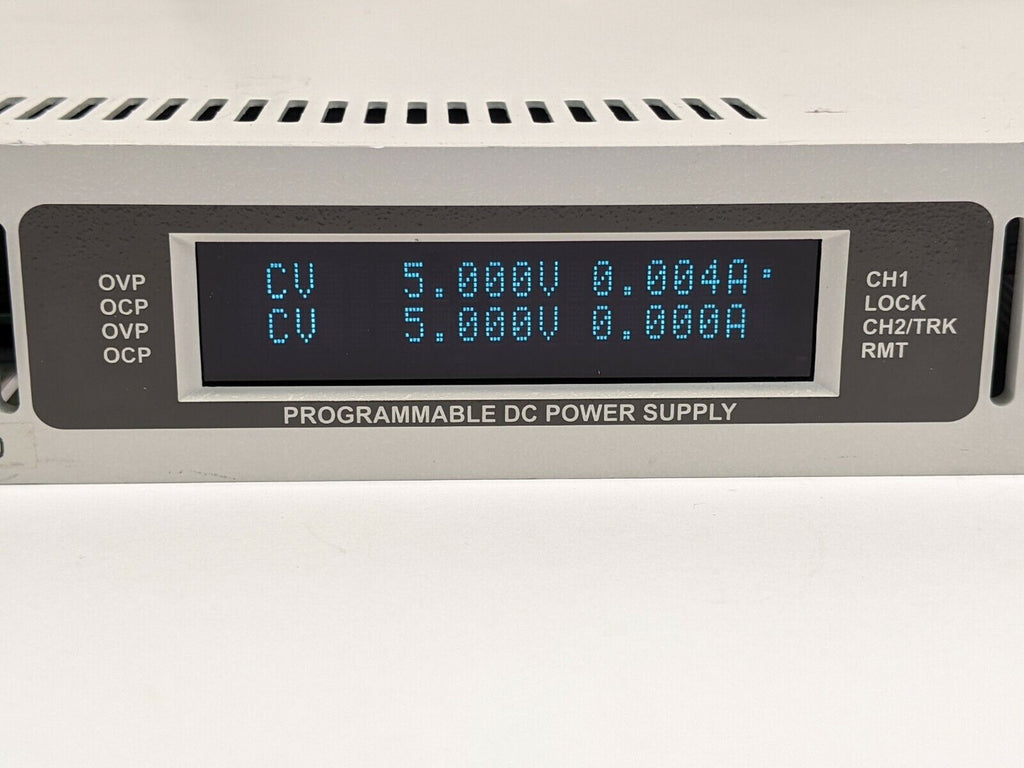 OVP
OCP
OVP
OCP
CV 5.000V 0.004A
CV 5.000V 0.000A
CH1
LOCK
CH2/TRK
RMT
PROGRAMMABLE DC POWER SUPPLY